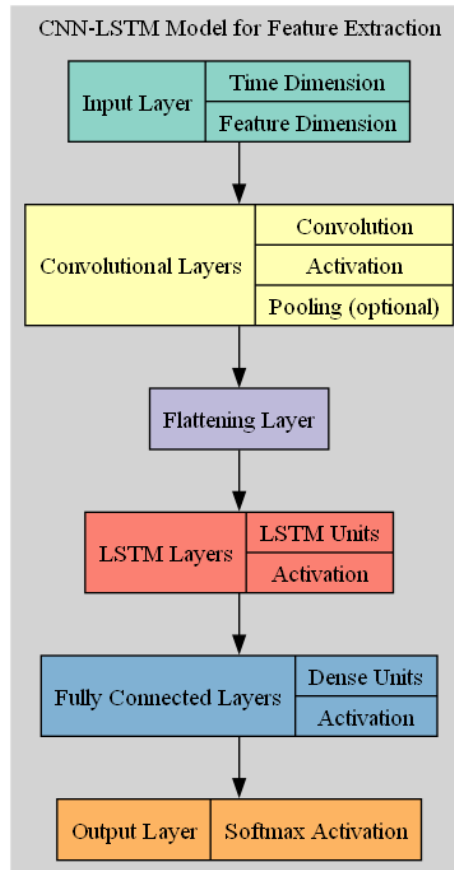 CNN-LSTM Model for Feature Extraction
Input Layer
Time Dimension
Feature Dimension
Convolutional Layers
Convolution
Activation
Pooling (optional)
Flattening Layer
LSTM Layers
LSTM Units
Activation
Fully Connected Layers
Dense Units
Activation
Output Layer
Softmax Activation